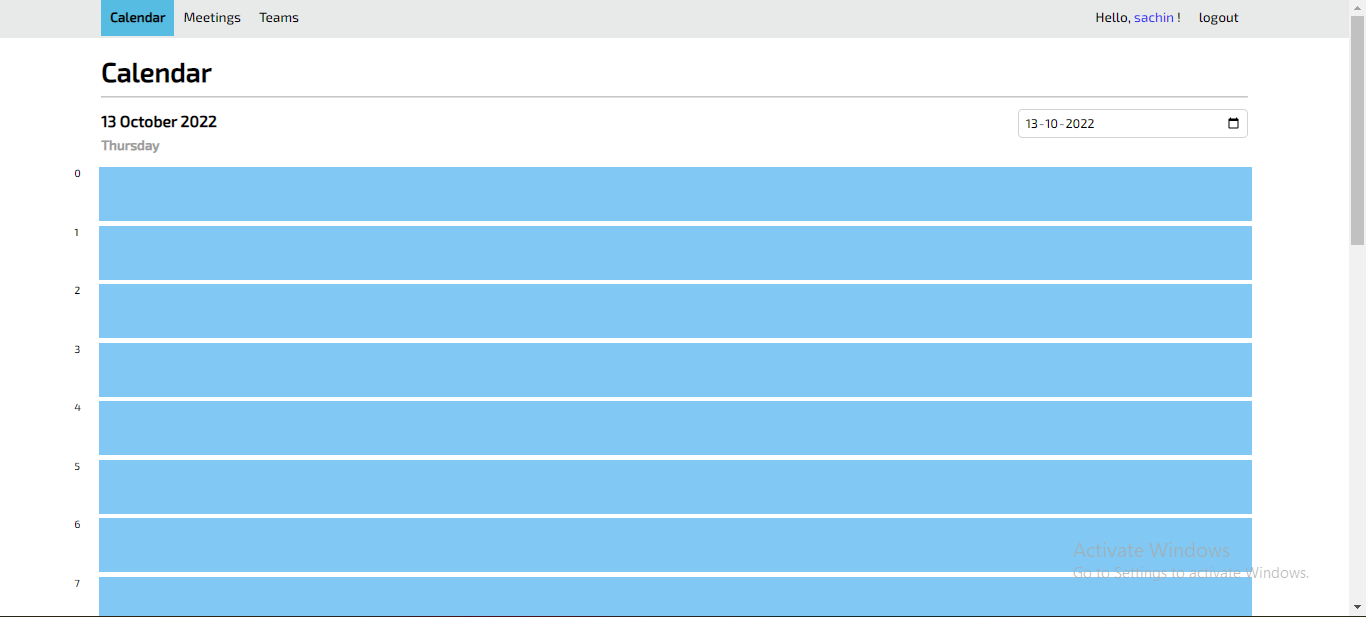 Calendar Meetings Teams Hello, sachin ! logout
Calendar
13 October 2022 13-10-2022
Thursday
0
1
2
3
4
5
6
Activate Windows
Go to Settings to activate Windows.
7